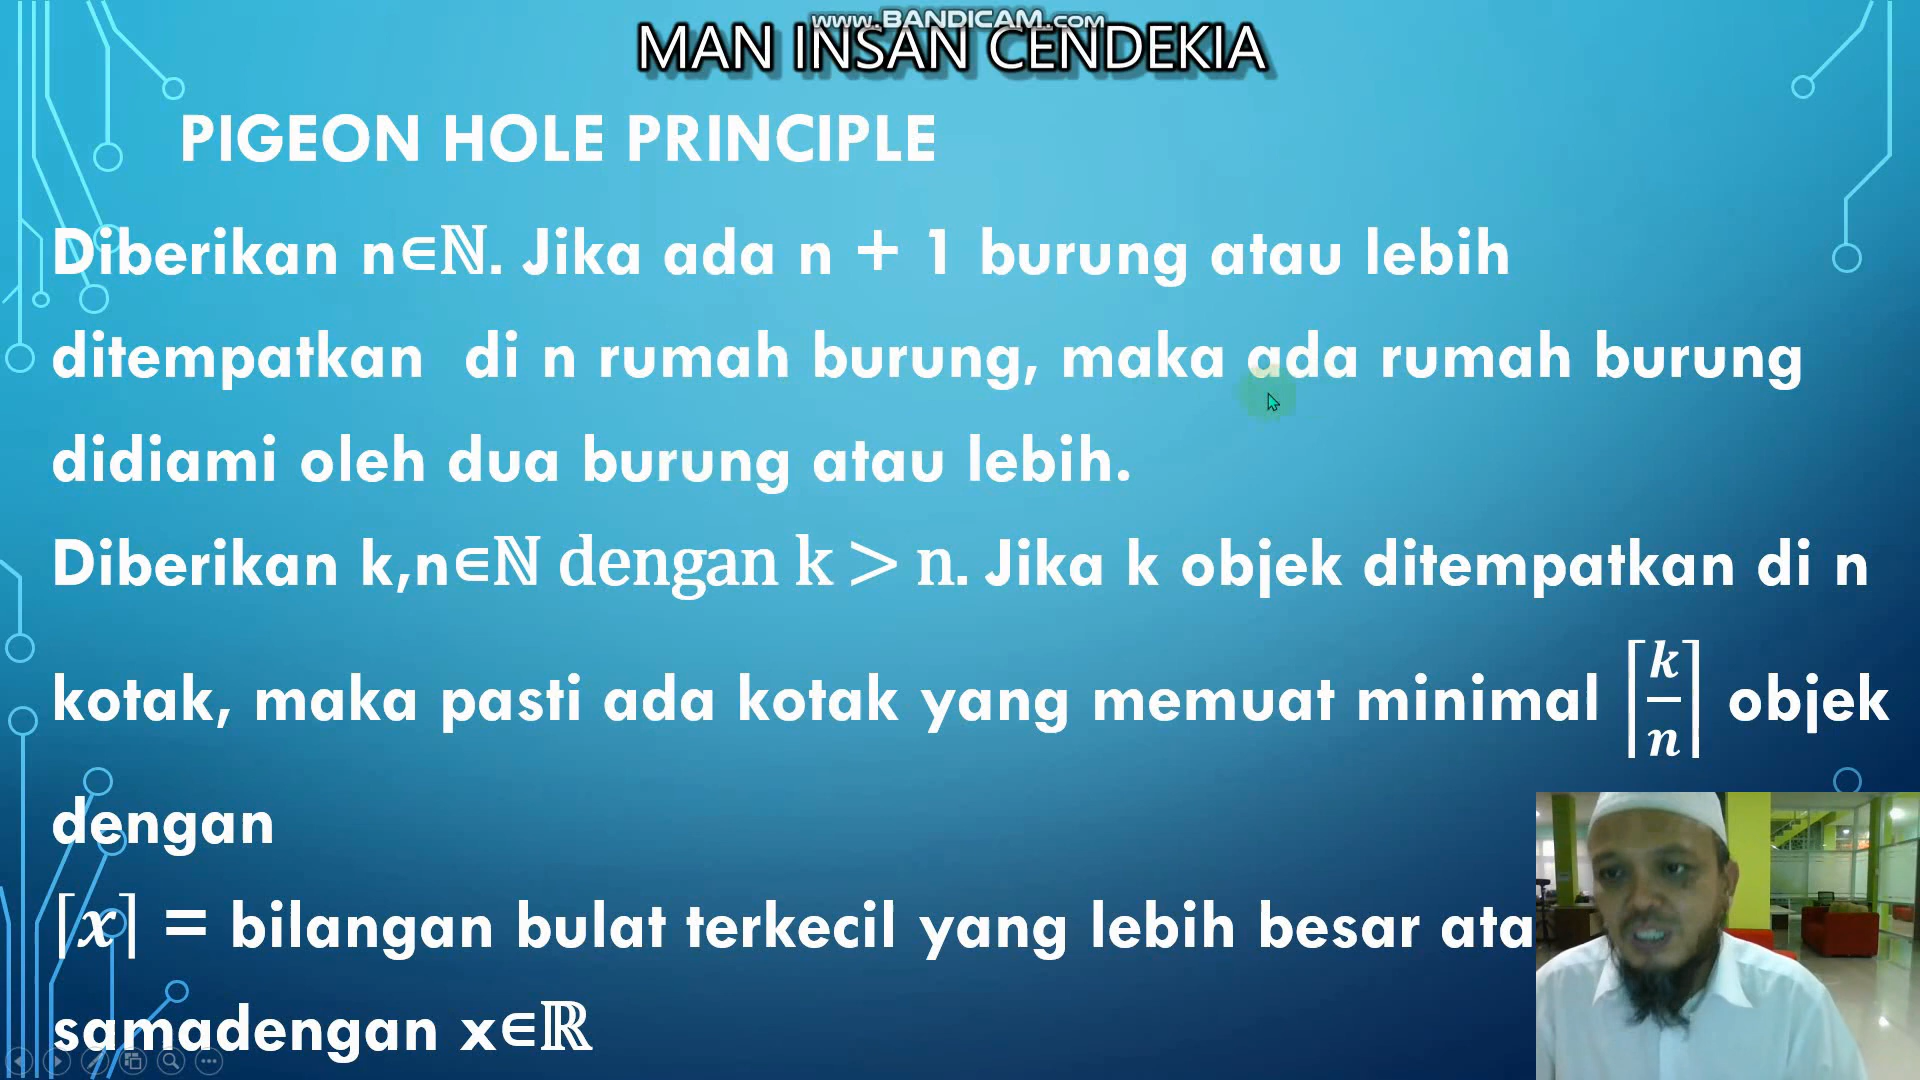 www.BANDICAM.com
MAN INSAN CENDEKIA
PIGEON HOLE PRINCIPLE
Diberikan n∈ℕ. Jika ada n + 1 burung atau lebih
ditempatkan di n rumah burung, maka ada rumah burung
didiami oleh dua burung atau lebih.
Diberikan k,n∈ℕ dengan k > n. Jika k objek ditempatkan di n
kotak, maka pasti ada kotak yang memuat minimal ⌈k/n⌉ objek
dengan
⌈x⌉ = bilangan bulat terkecil yang lebih besar ata
samadengan x∈ℝ